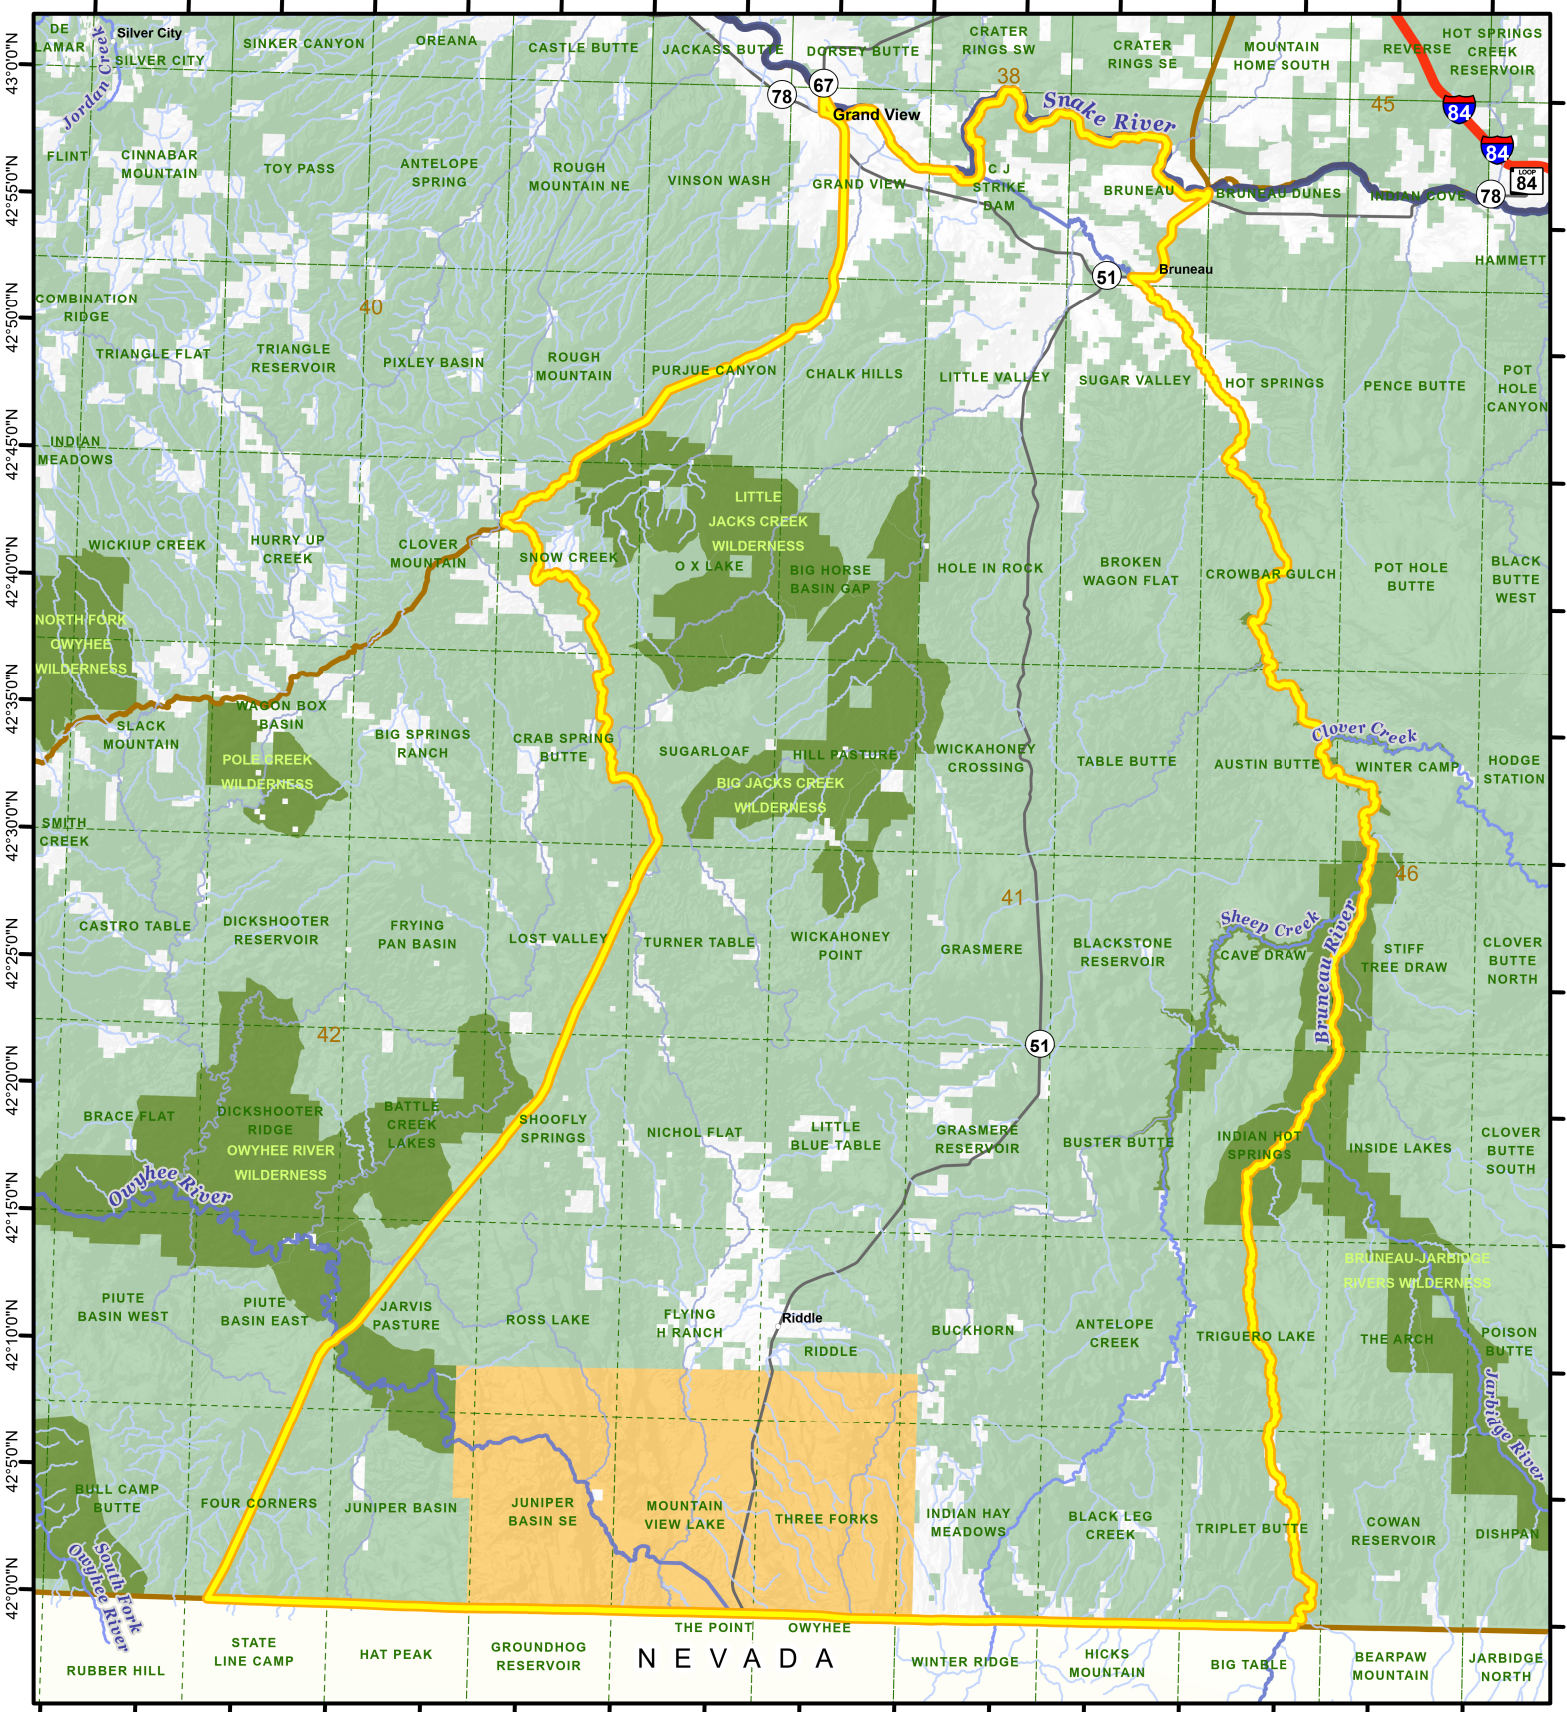 DE
LAMAR
Silver City
SILVER CITY
SINKER CANYON
OREANA
CASTLE BUTTE
JACKASS BUTTE
DORSEY BUTTE
CRATER
RINGS SW
CRATER
RINGS SE
MOUNTAIN
HOME SOUTH
REVERSE
HOT SPRINGS
CREEK
RESERVOIR
43°0'0"N
Jordan Creek
67
78
38
45
84
84
LOOP
84
78
Grand View
Snake River
FLINT
CINNABAR
MOUNTAIN
TOY PASS
ANTELOPE
SPRING
ROUGH
MOUNTAIN NE
VINSON WASH
GRAND VIEW
C J
STRIKE
DAM
BRUNEAU
BRUNEAU DUNES
INDIAN COVE
HAMMETT
42°55'0"N
51
Bruneau
COMBINATION
RIDGE
40
42°50'0"N
TRIANGLE FLAT
TRIANGLE
RESERVOIR
PIXLEY BASIN
ROUGH
MOUNTAIN
PURJUE CANYON
CHALK HILLS
LITTLE VALLEY
SUGAR VALLEY
HOT SPRINGS
PENCE BUTTE
POT
HOLE
CANYON
42°45'0"N
INDIAN
MEADOWS
LITTLE
JACKS CREEK
WILDERNESS
WICKIUP CREEK
HURRY UP
CREEK
CLOVER
MOUNTAIN
SNOW CREEK
O X LAKE
BIG HORSE
BASIN GAP
HOLE IN ROCK
BROKEN
WAGON FLAT
CROWBAR GULCH
POT HOLE
BUTTE
BLACK
BUTTE
WEST
42°40'0"N
NORTH FORK
OWYHEE
WILDERNESS
42°35'0"N
SLACK
MOUNTAIN
WAGON BOX
BASIN
POLE CREEK
WILDERNESS
BIG SPRINGS
RANCH
CRAB SPRING
BUTTE
SUGARLOAF
HILL PASTURE
BIG JACKS CREEK
WILDERNESS
WICKAHONEY
CROSSING
TABLE BUTTE
AUSTIN BUTTE
Clover Creek
WINTER CAMP
HODGE
STATION
42°30'0"N
SMITH
CREEK
41
46
CASTRO TABLE
DICKSHOOTER
RESERVOIR
FRYING
PAN BASIN
LOST VALLEY
TURNER TABLE
WICKAHONEY
POINT
GRASMERE
BLACKSTONE
RESERVOIR
Sheep Creek
CAVE DRAW
Bruneau River
STIFF
TREE DRAW
CLOVER
BUTTE
NORTH
42°25'0"N
42
51
42°20'0"N
BRACE FLAT
DICKSHOOTER
RIDGE
OWYHEE RIVER
WILDERNESS
BATTLE
CREEK
LAKES
SHOOFLY
SPRINGS
NICHOL FLAT
LITTLE
BLUE TABLE
GRASMERE
RESERVOIR
BUSTER BUTTE
INDIAN HOT
SPRINGS
INSIDE LAKES
CLOVER
BUTTE
SOUTH
Owyhee River
42°15'0"N
BRUNEAU-JARBIDGE
RIVERS WILDERNESS
PIUTE
BASIN WEST
PIUTE
BASIN EAST
JARVIS
PASTURE
ROSS LAKE
FLYING
H RANCH
Riddle
RIDDLE
BUCKHORN
ANTELOPE
CREEK
TRIGUERO LAKE
THE ARCH
POISON
BUTTE
42°10'0"N
Jarbidge River
42°5'0"N
BULL CAMP
BUTTE
FOUR CORNERS
JUNIPER BASIN
JUNIPER
BASIN SE
MOUNTAIN
VIEW LAKE
THREE FORKS
INDIAN HAY
MEADOWS
BLACK LEG
CREEK
TRIPLET BUTTE
COWAN
RESERVOIR
DISHPAN
42°0'0"N
South Fork
Owyhee River
RUBBER HILL
STATE
LINE CAMP
HAT PEAK
GROUNDHOG
RESERVOIR
THE POINT
OWYHEE
NEVADA
WINTER RIDGE
HICKS
MOUNTAIN
BIG TABLE
BEARPAW
MOUNTAIN
JARBIDGE
NORTH